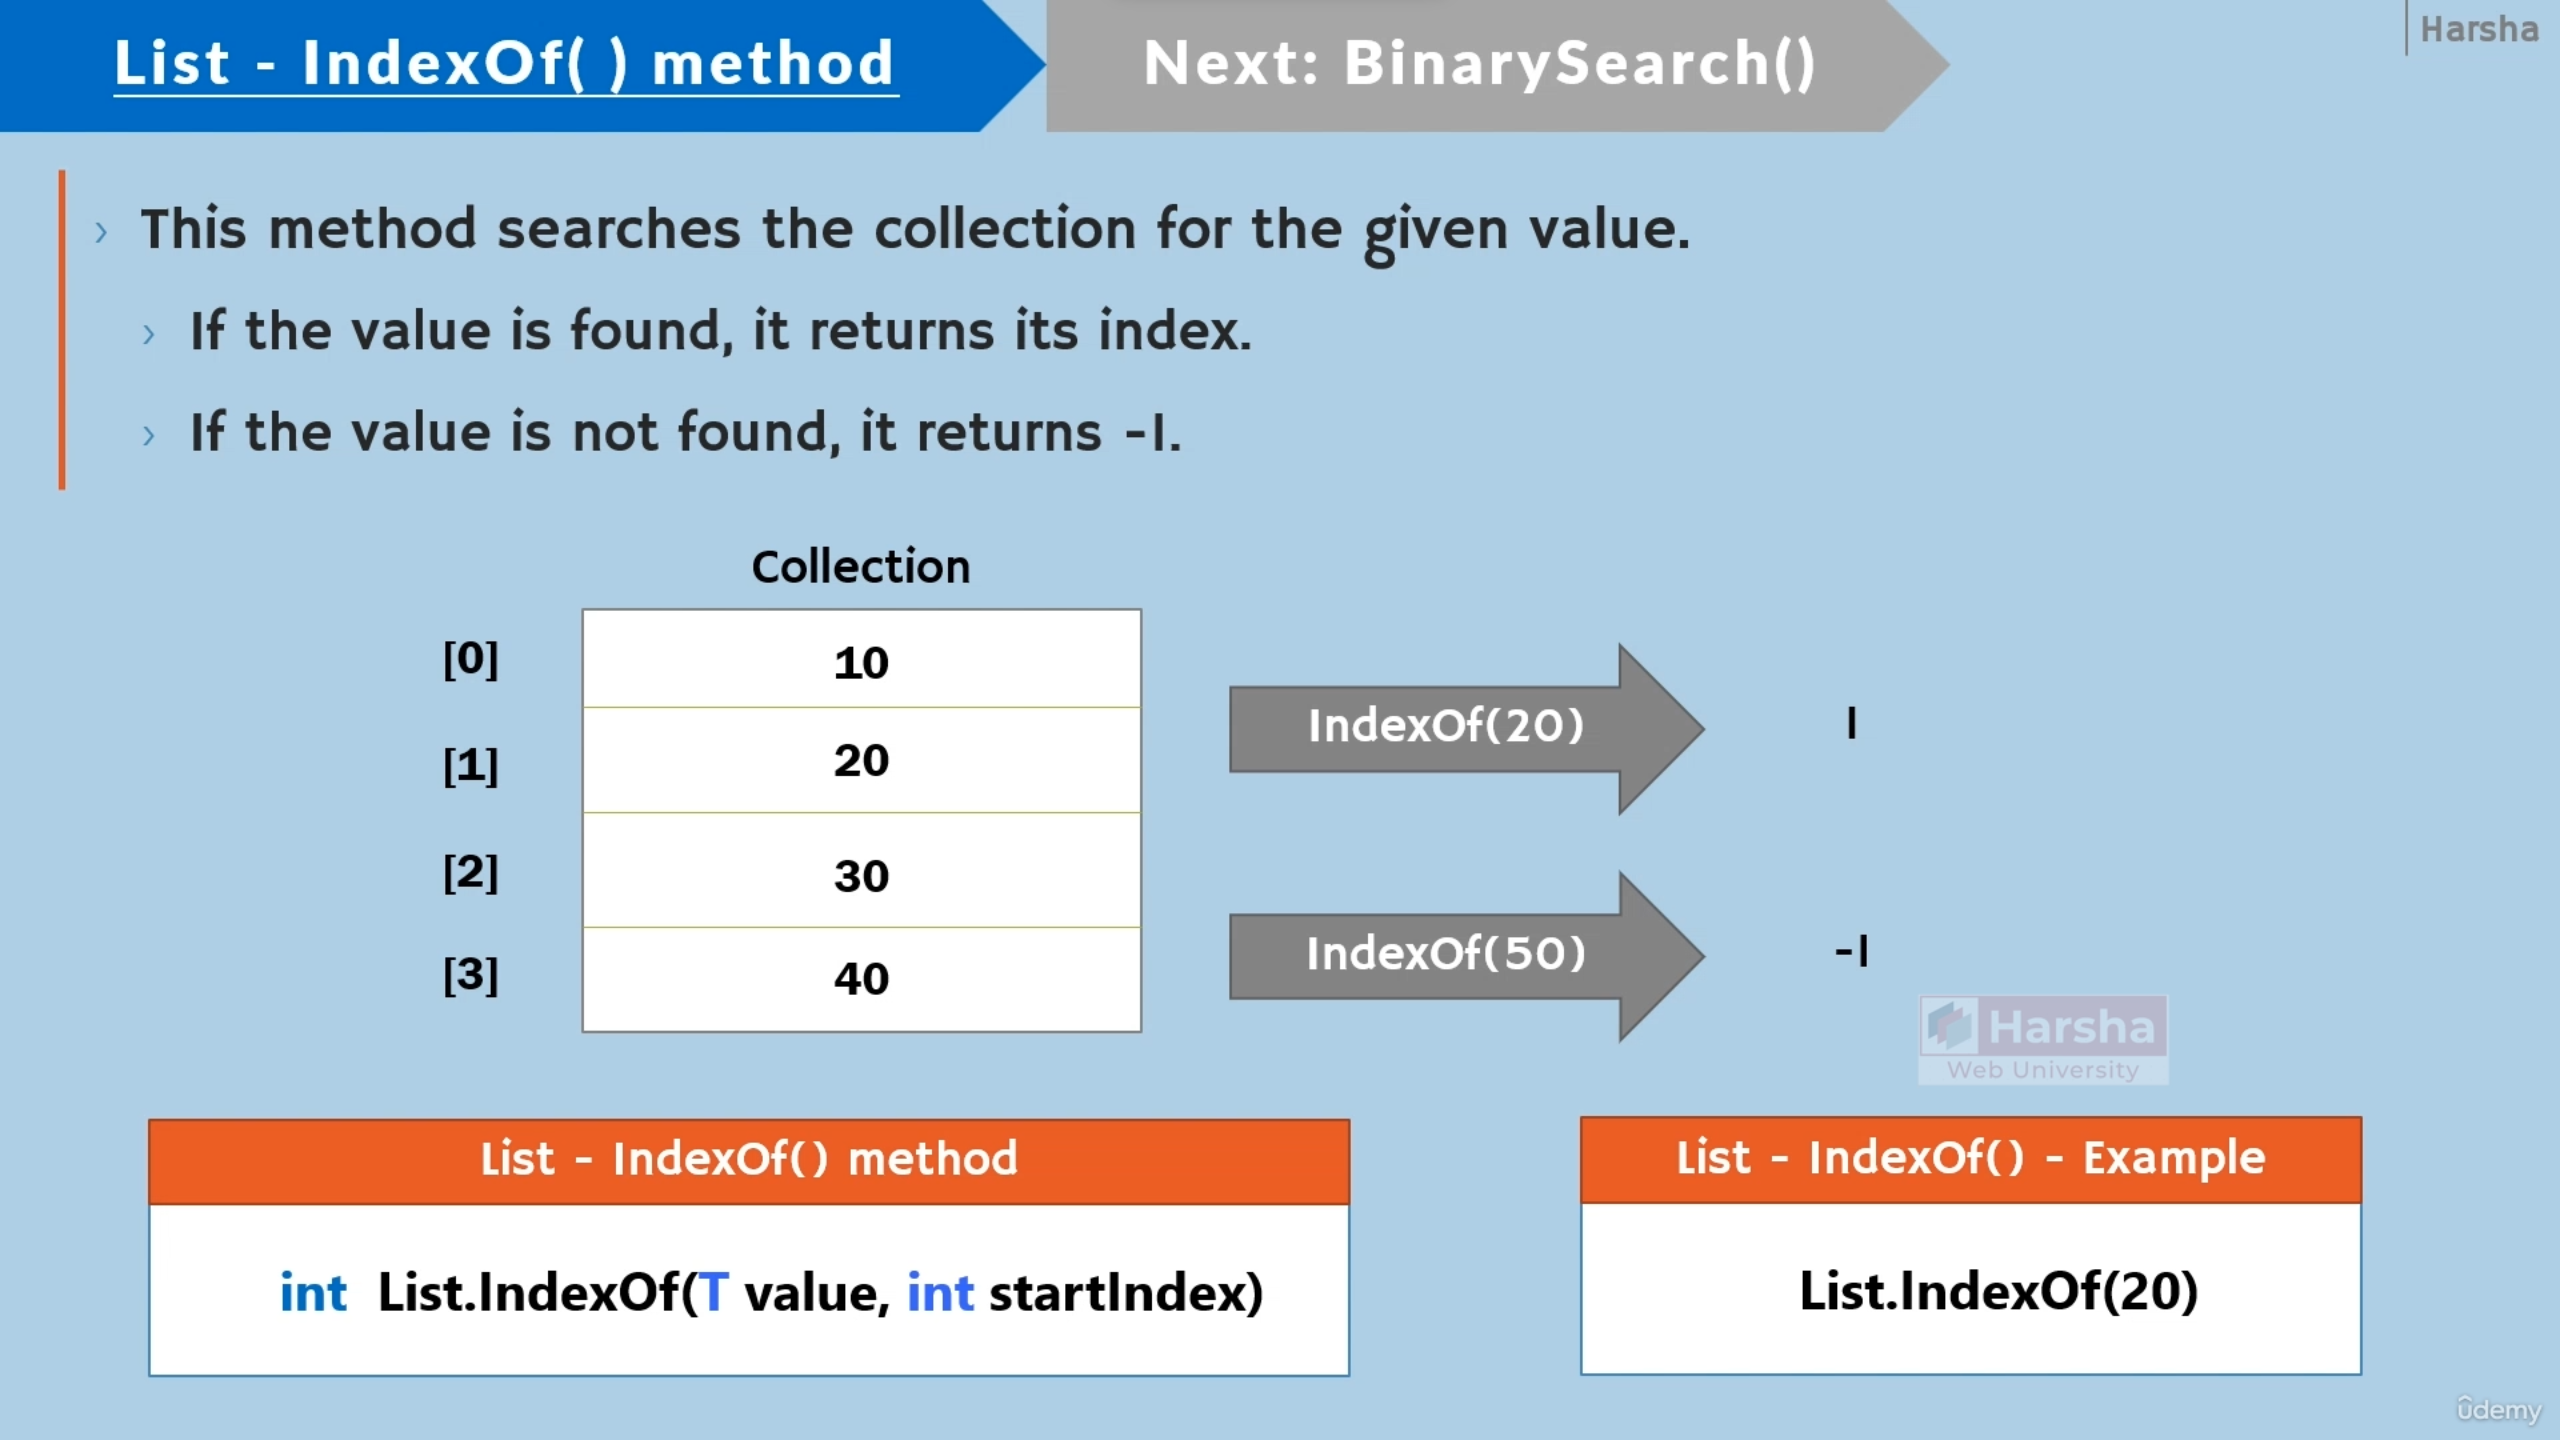 List - IndexOf( ) method
Next: BinarySearch()
Harsha
This method searches the collection for the given value.
If the value is found, it returns its index.
If the value is not found, it returns -1.
Collection
[0] 10
[1] 20
[2] 30
[3] 40
IndexOf(20) 1
IndexOf(50) -1
Harsha
Web University
List - IndexOf() method
int List.IndexOf(T value, int startIndex)
List - IndexOf() - Example
List.IndexOf(20)
ûdemy